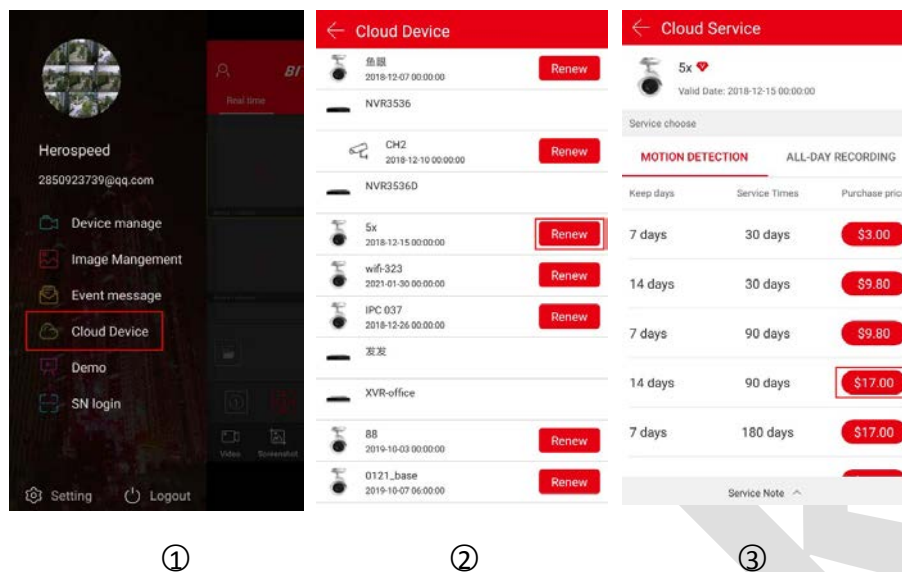 BIT
Real time
Herospeed
2850923739@qq.com
Device manage
Image Mangement
Event message
Cloud Device
Demo
SN login
Video Screenshot
Setting Logout
①
Cloud Device
鱼眼
2018-12-07 00:00:00
Renew
NVR3536
CH2
2018-12-10 00:00:00
Renew
NVR3536D
5x
2018-12-15 00:00:00
Renew
wifi-323
2021-01-30 00:00:00
Renew
IPC 037
2018-12-26 00:00:00
Renew
发发
XVR-office
88
2019-10-03 00:00:00
Renew
0121_base
2019-10-07 06:00:00
Renew
②
Cloud Service
5x
Valid Date: 2018-12-15 00:00:00
Service choose
MOTION DETECTION ALL-DAY RECORDING
Keep days Service Times Purchase price
7 days 30 days $3.00
14 days 30 days $9.80
7 days 90 days $9.80
14 days 90 days $17.00
7 days 180 days $17.00
Service Note
③